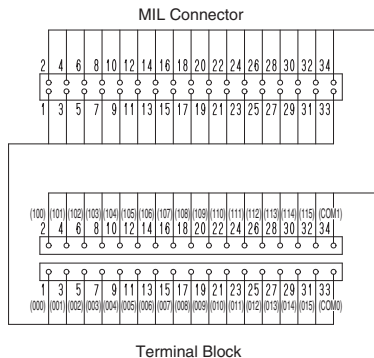 MIL Connector
2 4 6 8 10 12 14 16 18 20 22 24 26 28 30 32 34
1 3 5 7 9 11 13 15 17 19 21 23 25 27 29 31 33
(100) (101) (102) (103) (104) (105) (106) (107) (108) (109) (110) (111) (112) (113) (114) (115) (COM1)
2 4 6 8 10 12 14 16 18 20 22 24 26 28 30 32 34
1 3 5 7 9 11 13 15 17 19 21 23 25 27 29 31 33
(000) (001) (002) (003) (004) (005) (006) (007) (008) (009) (010) (011) (012) (013) (014) (015) (COM0)
Terminal Block